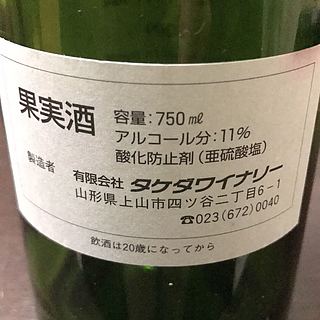 果実酒
容量:750㎖
アルコール分:11%
酸化防止剤(亜硫酸塩)
製造者 有限会社 タケダワイナリー
山形県上山市四ツ谷二丁目6-1
☎023(672)0040
飲酒は20歳になってから